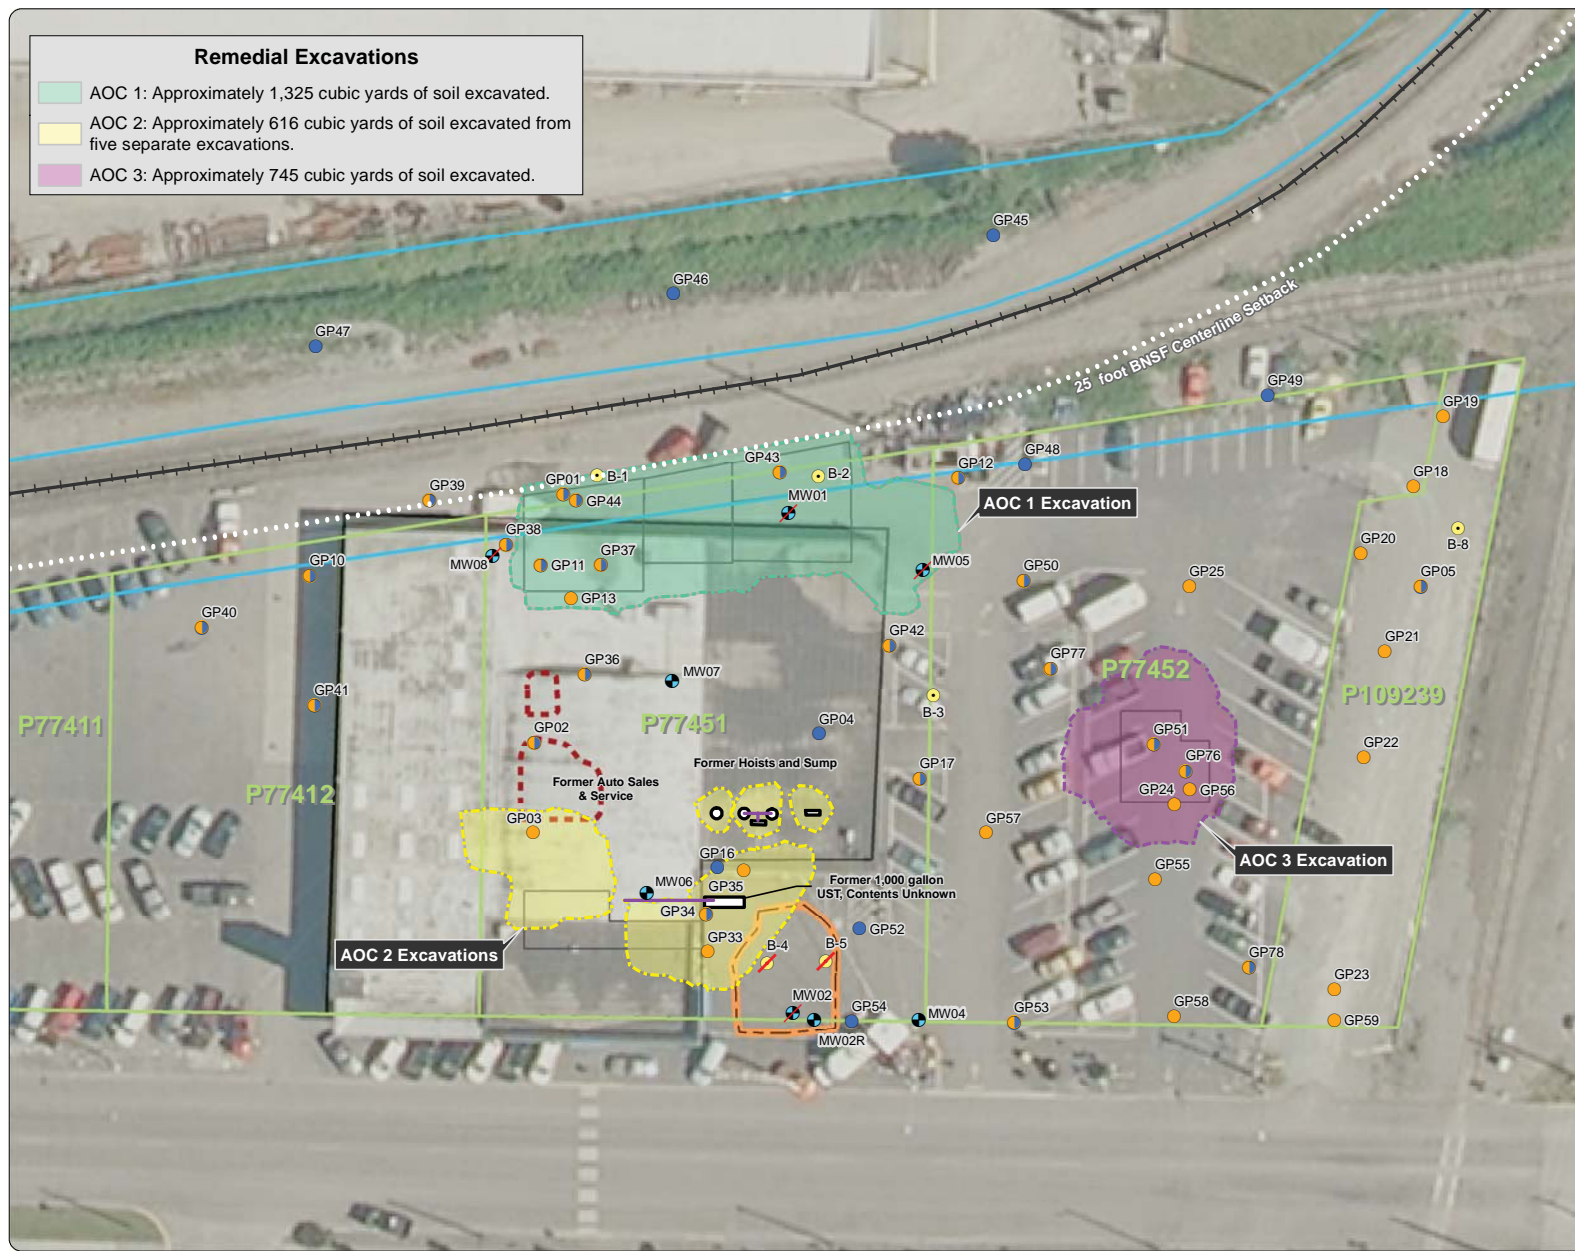 Remedial Excavations
AOC 1: Approximately 1,325 cubic yards of soil excavated.
AOC 2: Approximately 616 cubic yards of soil excavated from
five separate excavations.
AOC 3: Approximately 745 cubic yards of soil excavated.
GP45
GP46
GP47
25 foot BNSF Centerline Setback
GP49
GP19
GP43
GP12
GP48
B-1
B-2
GP18
GP39
GP01
GP44
MW01
AOC 1 Excavation
B-8
GP38
MW08
GP11
GP37
MW05
GP20
GP10
GP50
GP25
GP05
GP13
GP40
GP42
GP21
GP36
MW07
GP77
P77452
P109239
GP41
B-3
P77411
P77451
GP04
GP02
GP51
GP22
Former Hoists and Sump
GP76
GP17
Former Auto Sales
& Service
P77412
GP24
GP56
GP03
GP57
GP16
AOC 3 Excavation
GP55
MW06
GP35
Former 1,000 gallon
UST, Contents Unknown
GP34
GP52
GP33
B-4
B-5
AOC 2 Excavations
GP78
GP23
MW02
GP54
MW04
GP53
GP58
GP59
MW02R